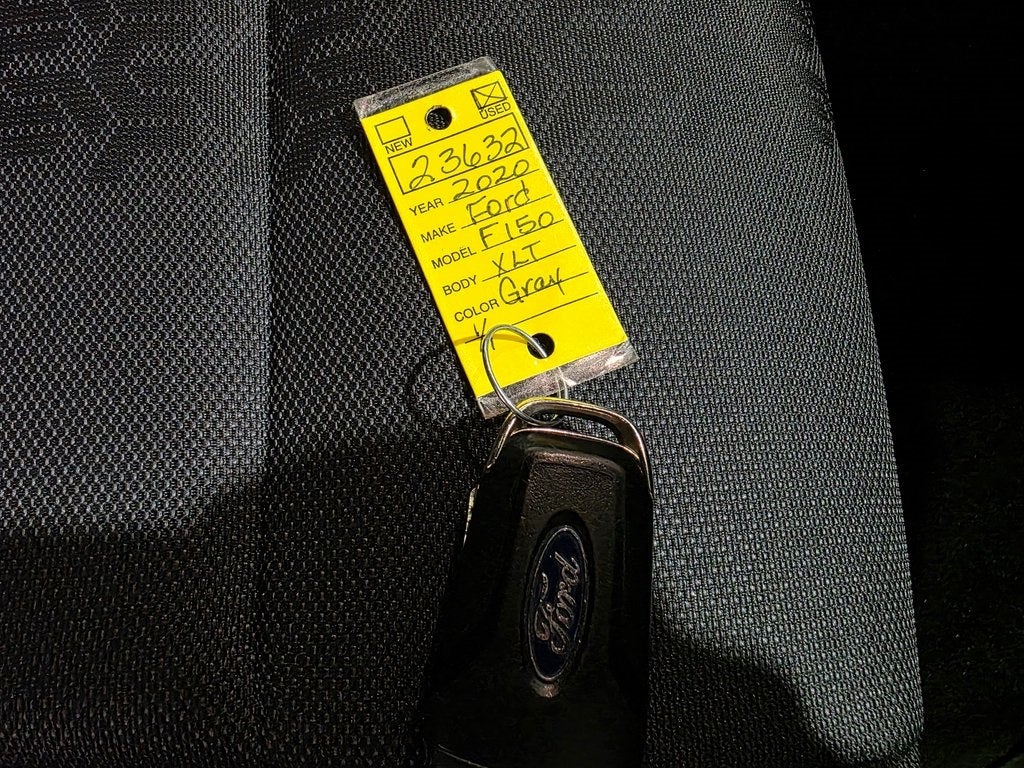 USED
NEW
23632
YEAR 2020
MAKE Ford
MODEL F150
BODY XLT
COLOR Gray
Ford